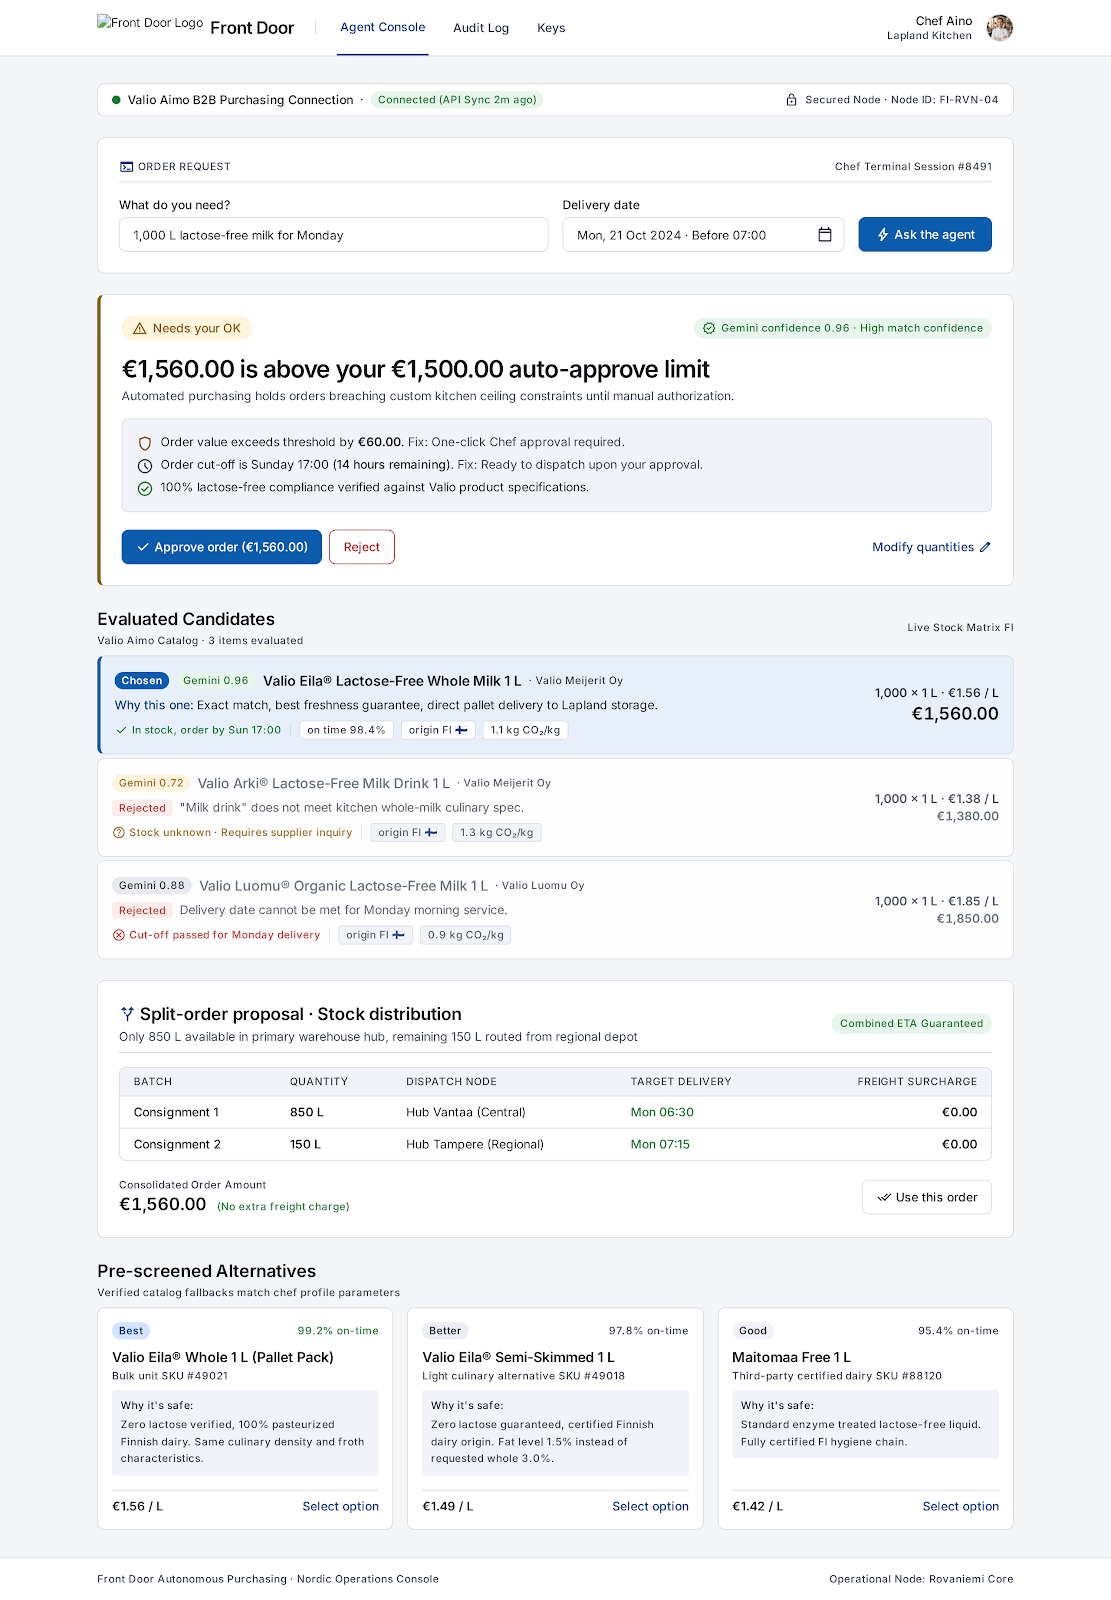 Front Door Logo Front Door
Agent Console
Audit Log
Keys
Chef Aino
Lapland Kitchen
Valio Aimo B2B Purchasing Connection · Connected (API Sync 2m ago)
Secured Node · Node ID: FI-RVN-04
ORDER REQUEST
Chef Terminal Session #8491
What do you need?
1,000 L lactose-free milk for Monday
Delivery date
Mon, 21 Oct 2024 · Before 07:00
Ask the agent
Needs your OK
Gemini confidence 0.96 · High match confidence
€1,560.00 is above your €1,500.00 auto-approve limit
Automated purchasing holds orders breaching custom kitchen ceiling constraints until manual authorization.
Order value exceeds threshold by €60.00. Fix: One-click Chef approval required.
Order cut-off is Sunday 17:00 (14 hours remaining). Fix: Ready to dispatch upon your approval.
100% lactose-free compliance verified against Valio product specifications.
Approve order (€1,560.00)
Reject
Modify quantities
Evaluated Candidates
Valio Aimo Catalog · 3 items evaluated
Live Stock Matrix FI
Chosen Gemini 0.96 Valio Eila® Lactose-Free Whole Milk 1 L · Valio Meijerit Oy
Why this one: Exact match, best freshness guarantee, direct pallet delivery to Lapland storage.
In stock, order by Sun 17:00 on time 98.4% origin FI 1.1 kg CO₂/kg
1,000 × 1 L · €1.56 / L
€1,560.00
Gemini 0.72 Valio Arki® Lactose-Free Milk Drink 1 L · Valio Meijerit Oy
Rejected "Milk drink" does not meet kitchen whole-milk culinary spec.
Stock unknown · Requires supplier inquiry origin FI 1.3 kg CO₂/kg
1,000 × 1 L · €1.38 / L
€1,380.00
Gemini 0.88 Valio Luomu® Organic Lactose-Free Milk 1 L · Valio Luomu Oy
Rejected Delivery date cannot be met for Monday morning service.
Cut-off passed for Monday delivery origin FI 0.9 kg CO₂/kg
1,000 × 1 L · €1.85 / L
€1,850.00
Split-order proposal · Stock distribution
Only 850 L available in primary warehouse hub, remaining 150 L routed from regional depot
Combined ETA Guaranteed
BATCH QUANTITY DISPATCH NODE TARGET DELIVERY FREIGHT SURCHARGE
Consignment 1 850 L Hub Vantaa (Central) Mon 06:30 €0.00
Consignment 2 150 L Hub Tampere (Regional) Mon 07:15 €0.00
Consolidated Order Amount
€1,560.00 (No extra freight charge)
Use this order
Pre-screened Alternatives
Verified catalog fallbacks match chef profile parameters
Best 99.2% on-time
Valio Eila® Whole 1 L (Pallet Pack)
Bulk unit SKU #49021
Why it's safe:
Zero lactose verified, 100% pasteurized
Finnish dairy. Same culinary density and froth
characteristics.
€1.56 / L Select option
Better 97.8% on-time
Valio Eila® Semi-Skimmed 1 L
Light culinary alternative SKU #49018
Why it's safe:
Zero lactose guaranteed, certified Finnish
dairy origin. Fat level 1.5% instead of
requested whole 3.0%.
€1.49 / L Select option
Good 95.4% on-time
Maitomaa Free 1 L
Third-party certified dairy SKU #88120
Why it's safe:
Standard enzyme treated lactose-free liquid.
Fully certified FI hygiene chain.
€1.42 / L Select option
Front Door Autonomous Purchasing · Nordic Operations Console
Operational Node: Rovaniemi Core